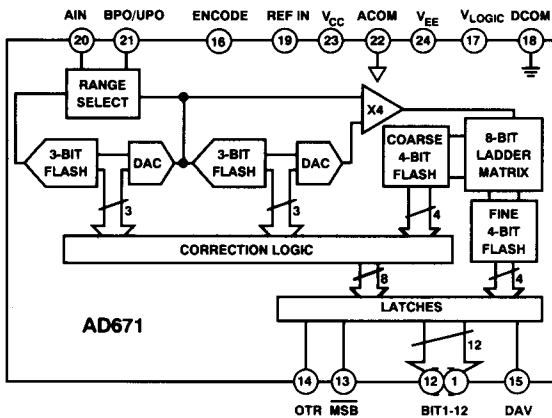 AIN BPO/UPO ENCODE REF IN VCC ACOM VEE VLOGIC DCOM
20 21 16 19 23 22 24 17 18
RANGE
SELECT
X4
3-BIT
FLASH
DAC
3-BIT
FLASH
DAC
COARSE
4-BIT
FLASH
8-BIT
LADDER
MATRIX
FINE
4-BIT
FLASH
3
3
4
CORRECTION LOGIC
8
4
LATCHES
AD671
12
14 13 12 1 15
OTR MSB BIT1-12 DAV